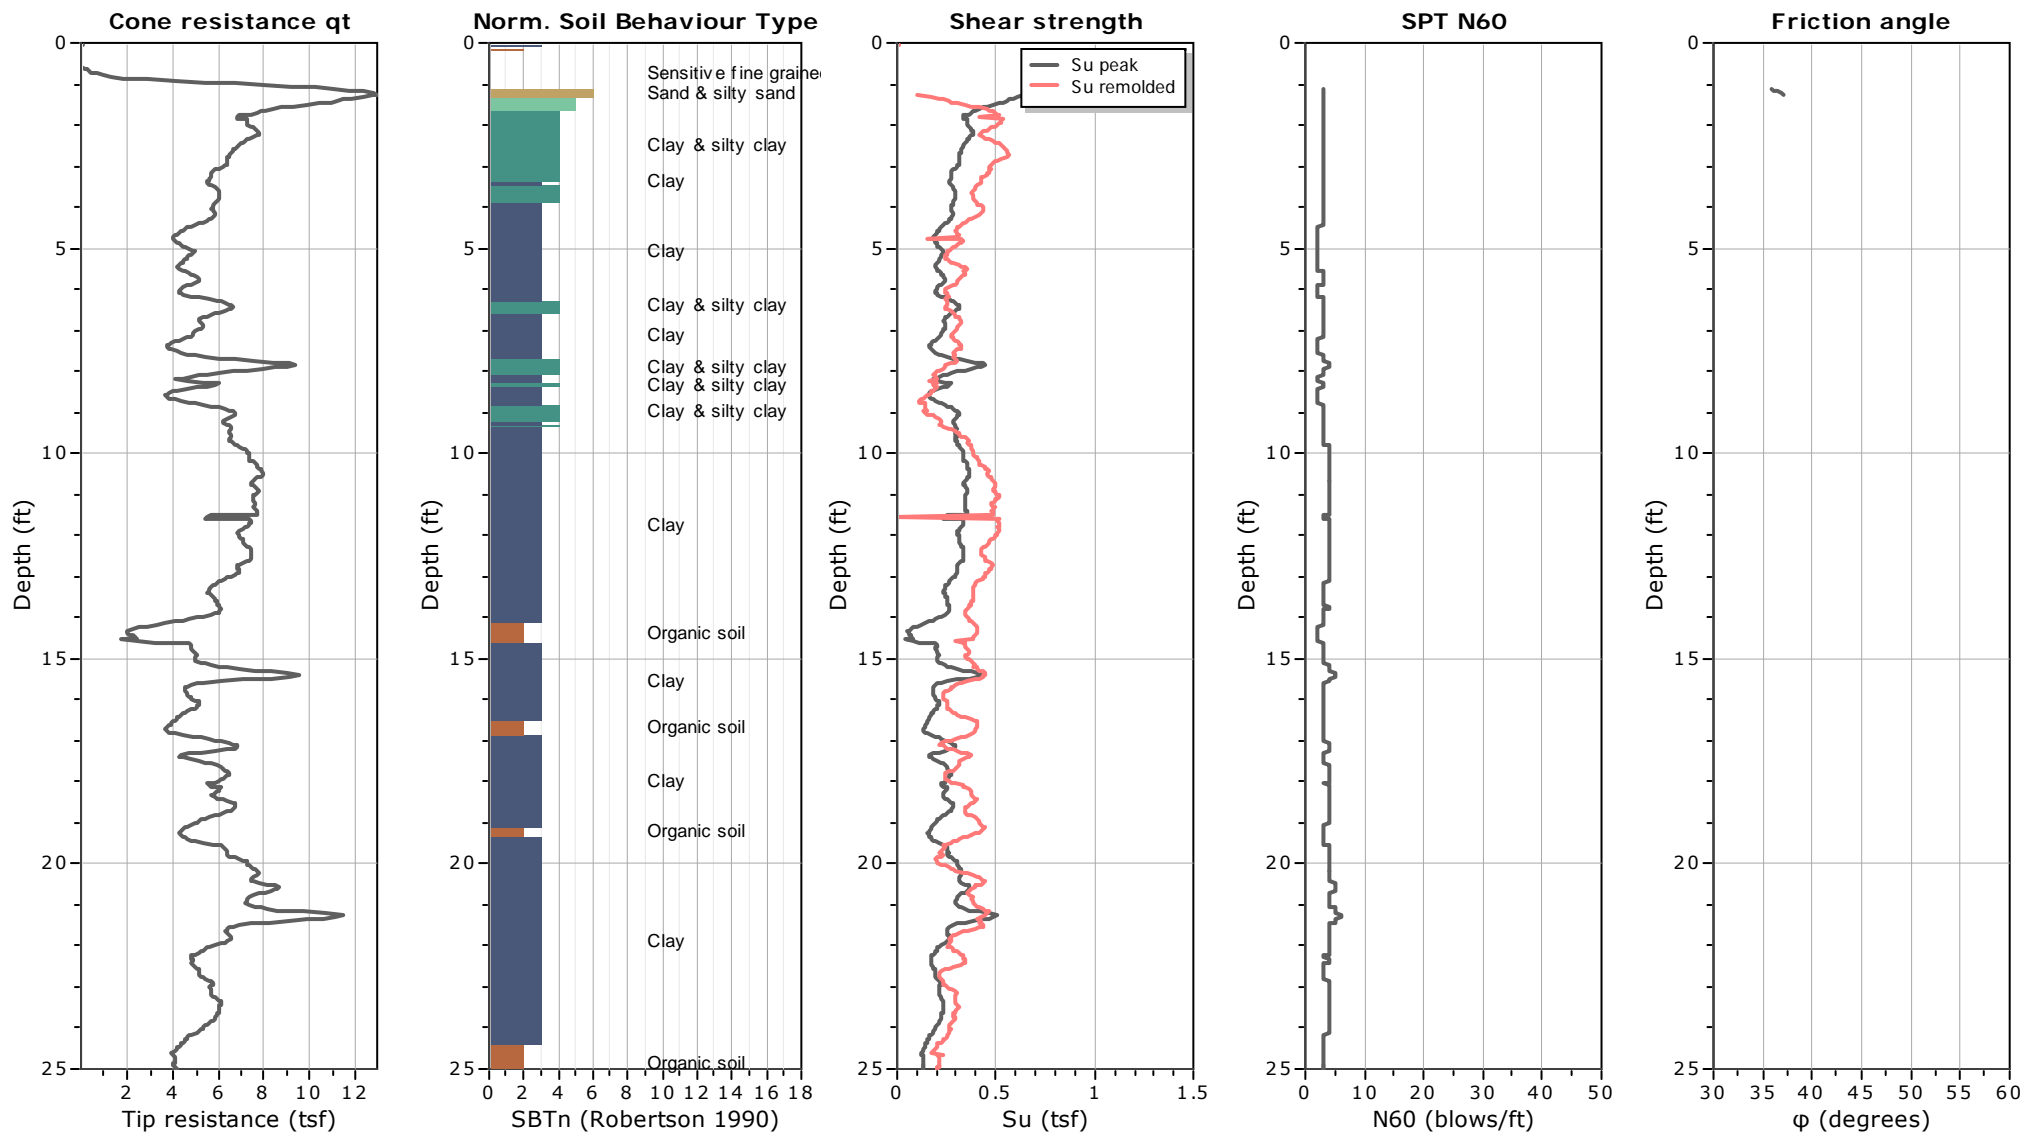 Cone resistance qt
0
5
10
15
20
25
Depth (ft)
2 4 6 8 10 12
Tip resistance (tsf)
Norm. Soil Behaviour Type
0
5
10
15
20
25
Depth (ft)
Sensitive fine graine
Sand & silty sand
Clay & silty clay
Clay
Clay
Clay & silty clay
Clay
Clay & silty clay
Clay & silty clay
Clay & silty clay
Clay
Organic soil
Clay
Organic soil
Clay
Organic soil
Clay
Organic soil
0 2 4 6 8 10 12 14 16 18
SBTn (Robertson 1990)
Shear strength
Su peak
Su remolded
0
5
10
15
20
25
Depth (ft)
0 0.5 1 1.5
Su (tsf)
SPT N60
0
5
10
15
20
25
Depth (ft)
0 10 20 30 40 50
N60 (blows/ft)
Friction angle
0
5
10
15
20
25
Depth (ft)
30 35 40 45 50 55 60
φ (degrees)